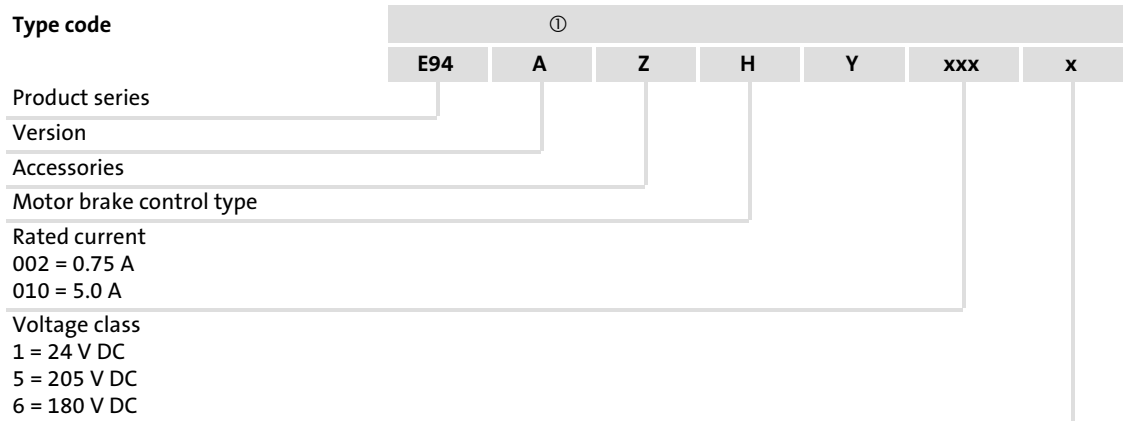 Type code ①
E94 A Z H Y xxx x
Product series
Version
Accessories
Motor brake control type
Rated current
002 = 0.75 A
010 = 5.0 A
Voltage class
1 = 24 V DC
5 = 205 V DC
6 = 180 V DC